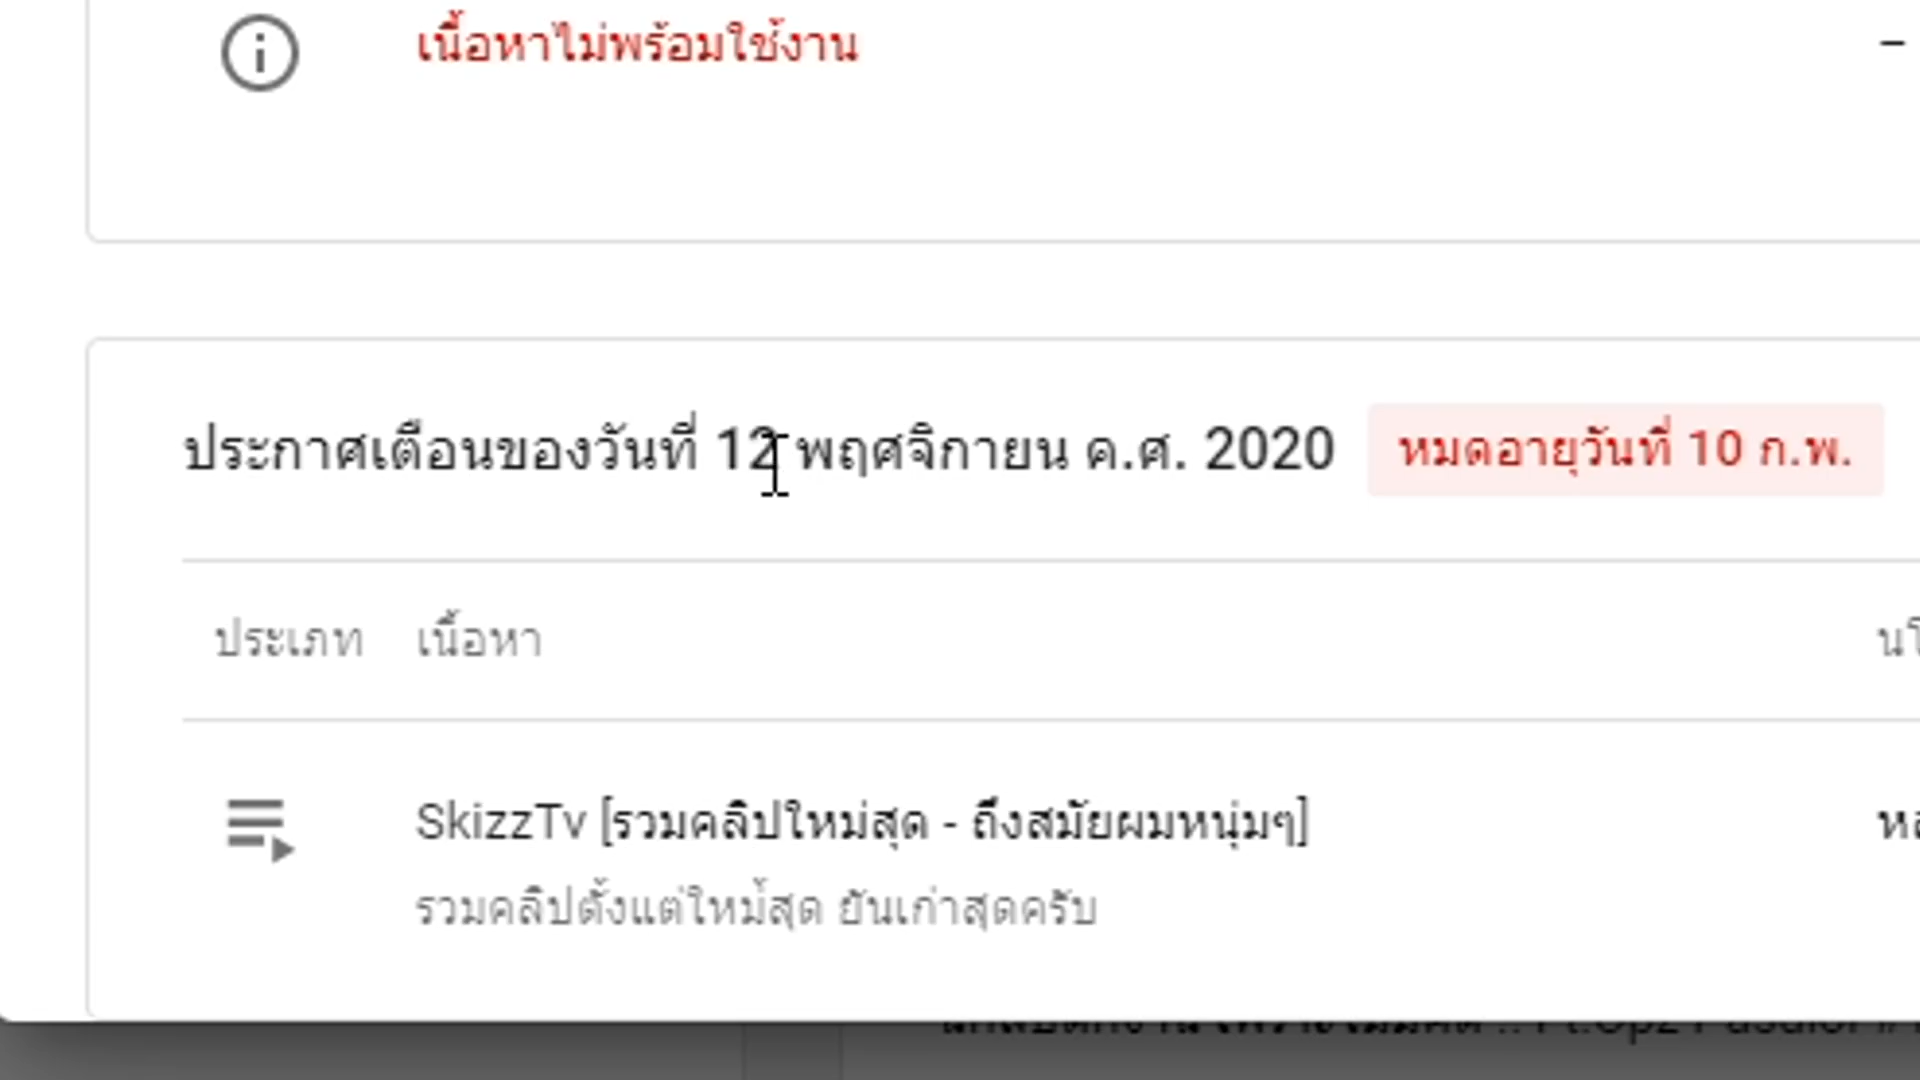 เนื้อหาไม่พร้อมใช้งาน –
ประกาศเตือนของวันที่ 12 พฤศจิกายน ค.ศ. 2020 หมดอายุวันที่ 10 ก.พ.
ประเภท เนื้อหา
SkizzTv [รวมคลิปใหม่สุด - ถึงสมัยผมหนุ่มๆ]
รวมคลิปตั้งแต่ใหม่้สุด ยันเก่าสุดครับ